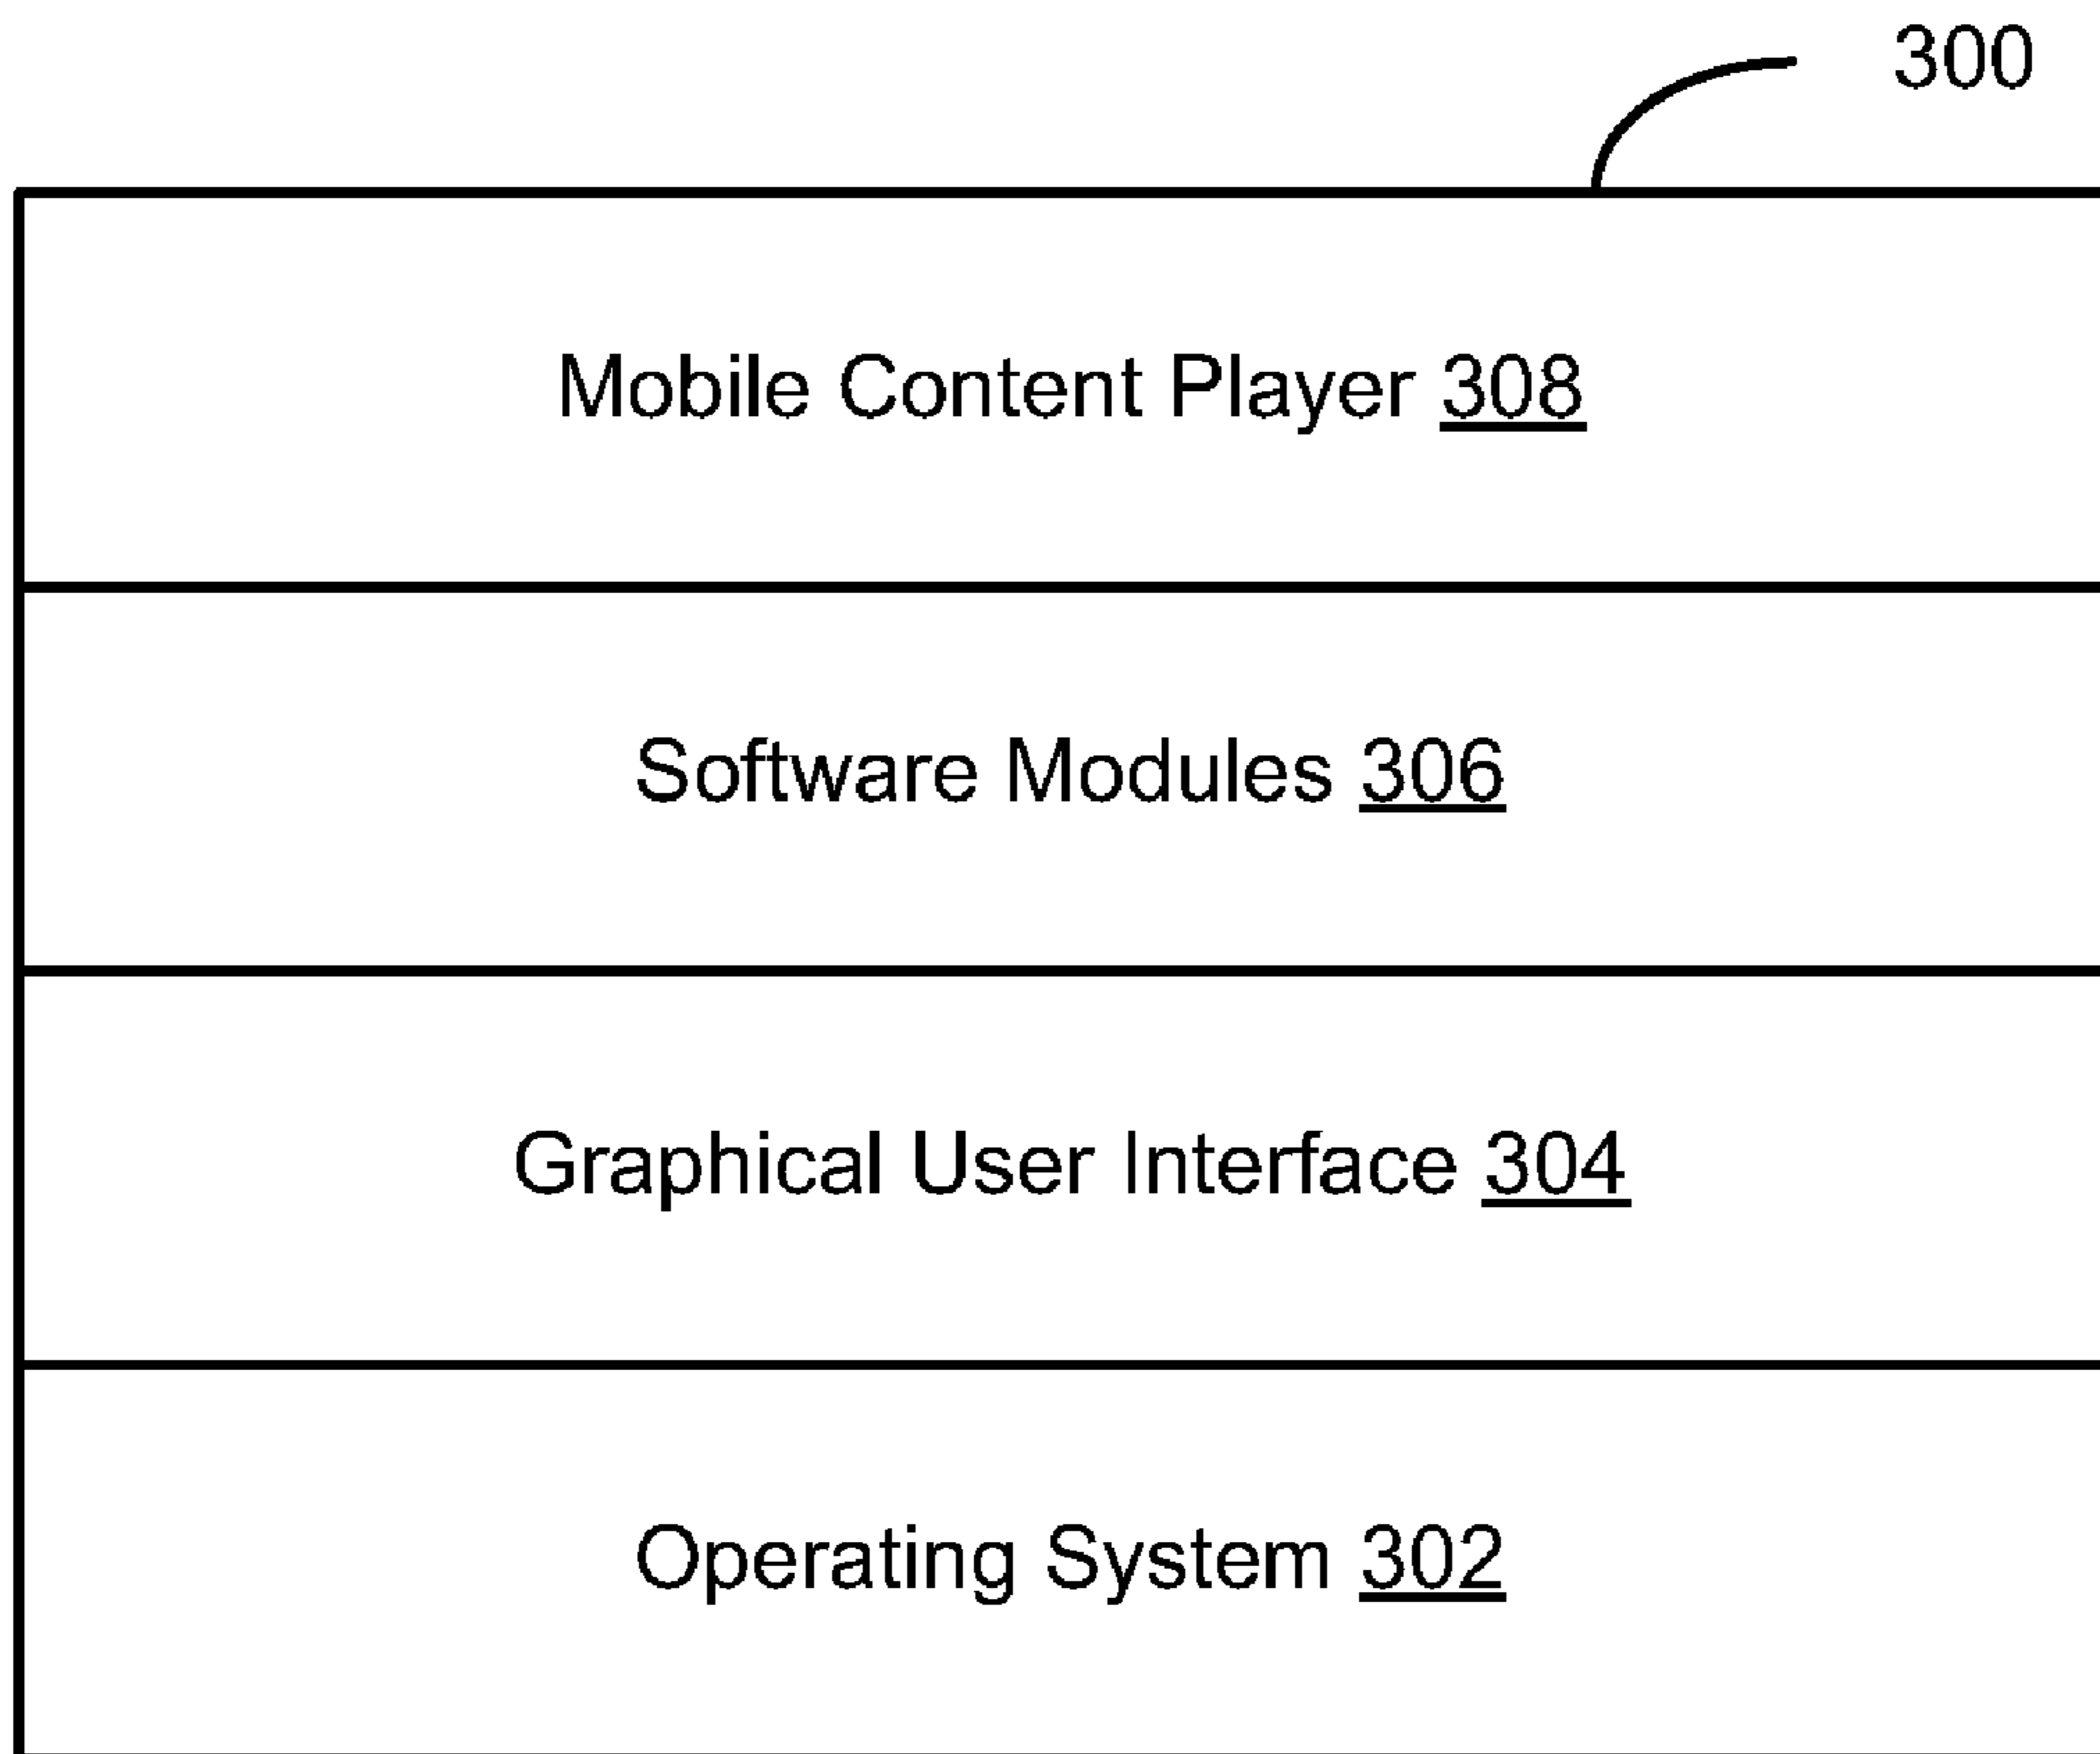 300
Mobile Content Player 308
Software Modules 306
Graphical User Interface 304
Operating System 302